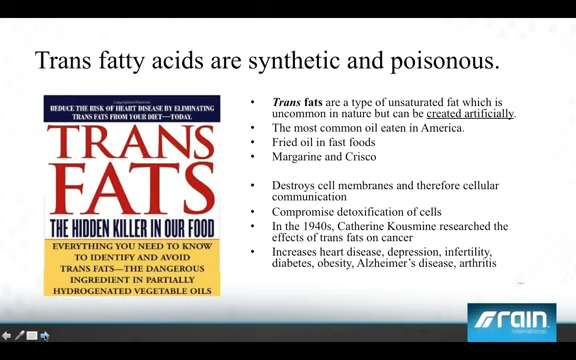 Trans fatty acids are synthetic and poisonous.
REDUCE THE RISK OF HEART DISEASE BY ELIMINATING
TRANS FATS FROM YOUR DIET—TODAY.
TRANS
FATS
THE HIDDEN KILLER IN OUR FOOD
EVERYTHING YOU NEED TO KNOW
TO IDENTIFY AND AVOID
TRANS FATS—THE DANGEROUS
INGREDIENT IN PARTIALLY
HYDROGENATED VEGETABLE OILS
• Trans fats are a type of unsaturated fat which is
uncommon in nature but can be created artificially.
• The most common oil eaten in America.
• Fried oil in fast foods
• Margarine and Crisco
• Destroys cell membranes and therefore cellular
communication
• Compromise detoxification of cells
• In the 1940s, Catherine Kousmine researched the
effects of trans fats on cancer
• Increases heart disease, depression, infertility,
diabetes, obesity, Alzheimer's disease, arthritis
rain
international